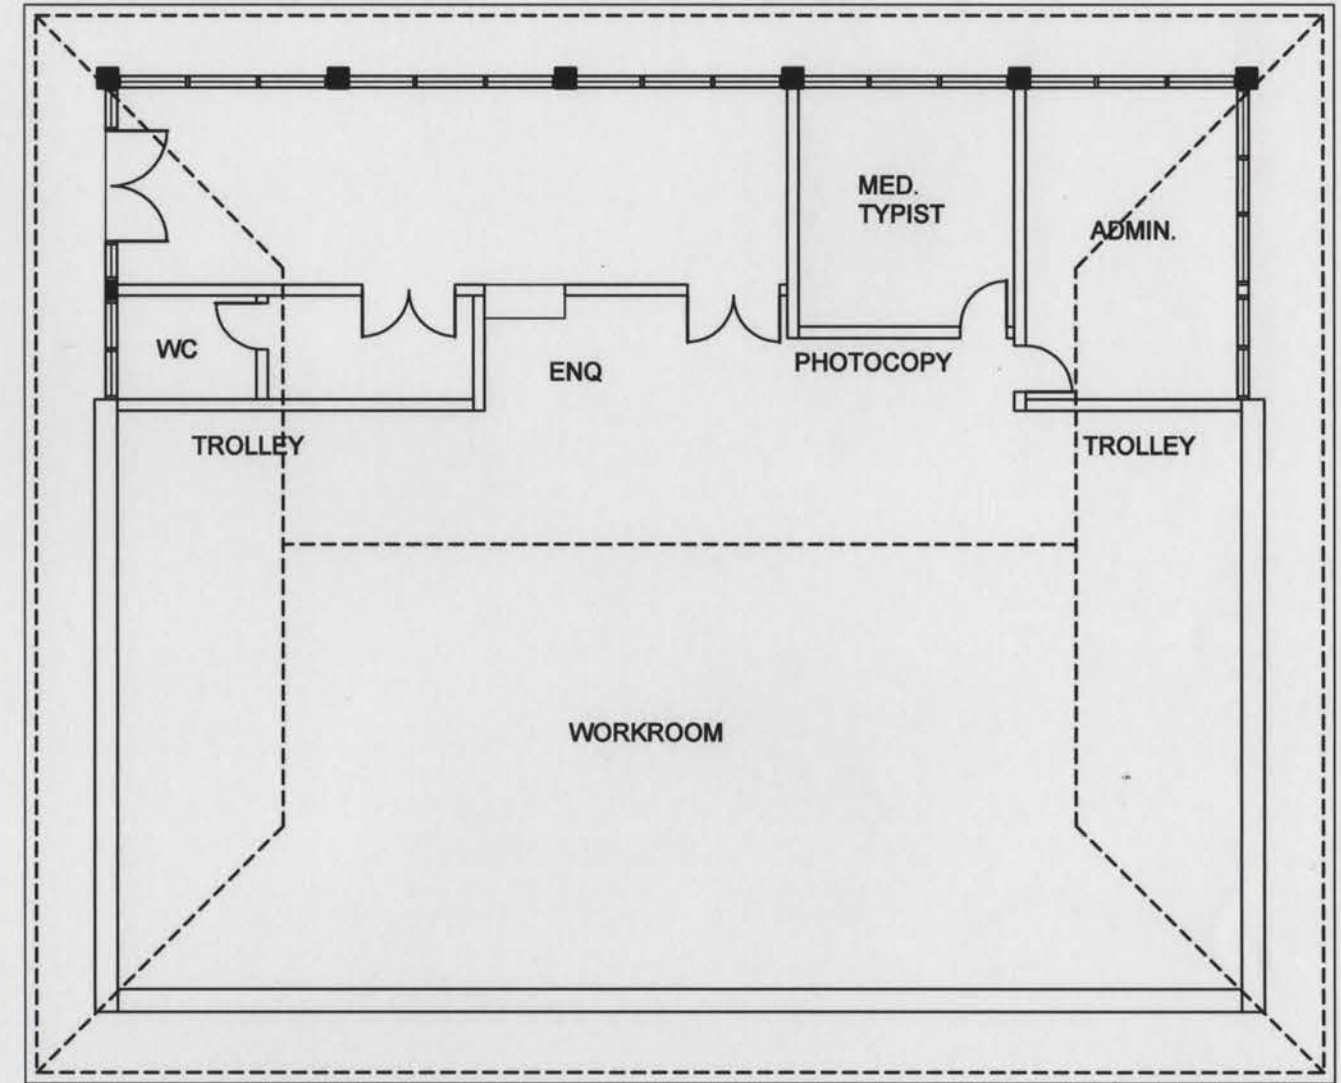 MED.
TYPIST
ADMIN.
WC
ENQ
PHOTOCOPY
TROLLEY
TROLLEY
WORKROOM